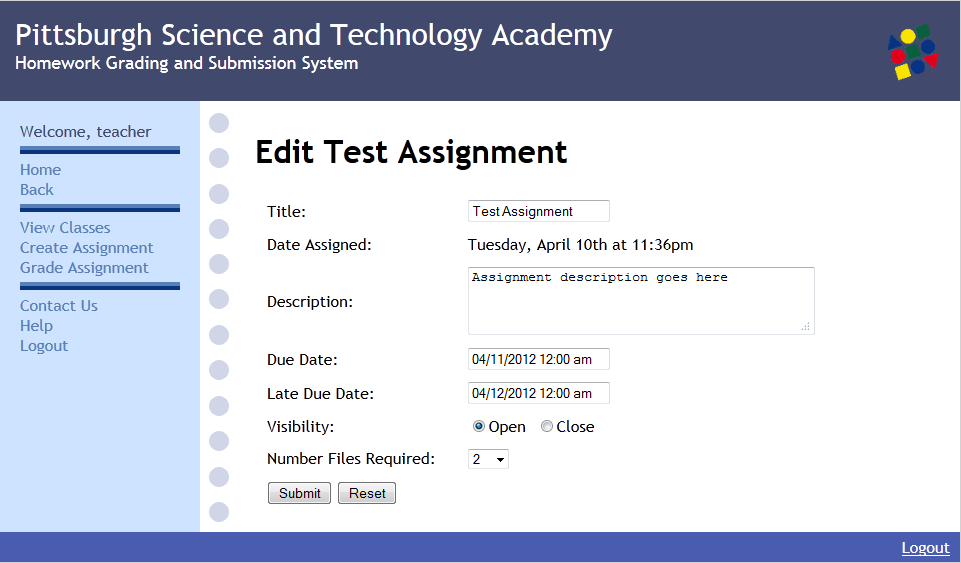 Pittsburgh Science and Technology Academy
Homework Grading and Submission System
Welcome, teacher
Home
Back
View Classes
Create Assignment
Grade Assignment
Contact Us
Help
Logout
Edit Test Assignment
Title: Test Assignment
Date Assigned: Tuesday, April 10th at 11:36pm
Description: Assignment description goes here
Due Date: 04/11/2012 12:00 am
Late Due Date: 04/12/2012 12:00 am
Visibility: Open Close
Number Files Required: 2
Submit Reset
Logout